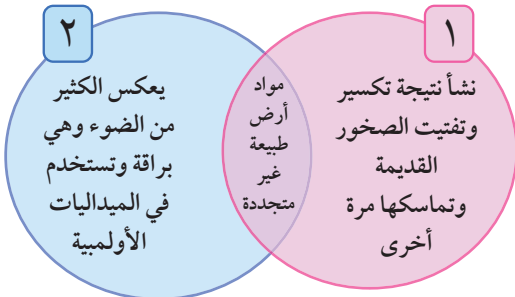 ١
نشأ نتيجة تكسير
وتفتيت الصخور
القديمة
وتماسكها مرة
أخرى
مواد
أرض
طبيعة
غير
متجددة
٢
يعكس الكثير
من الضوء وهي
براقة وتستخدم
في الميداليات
الأولمبية